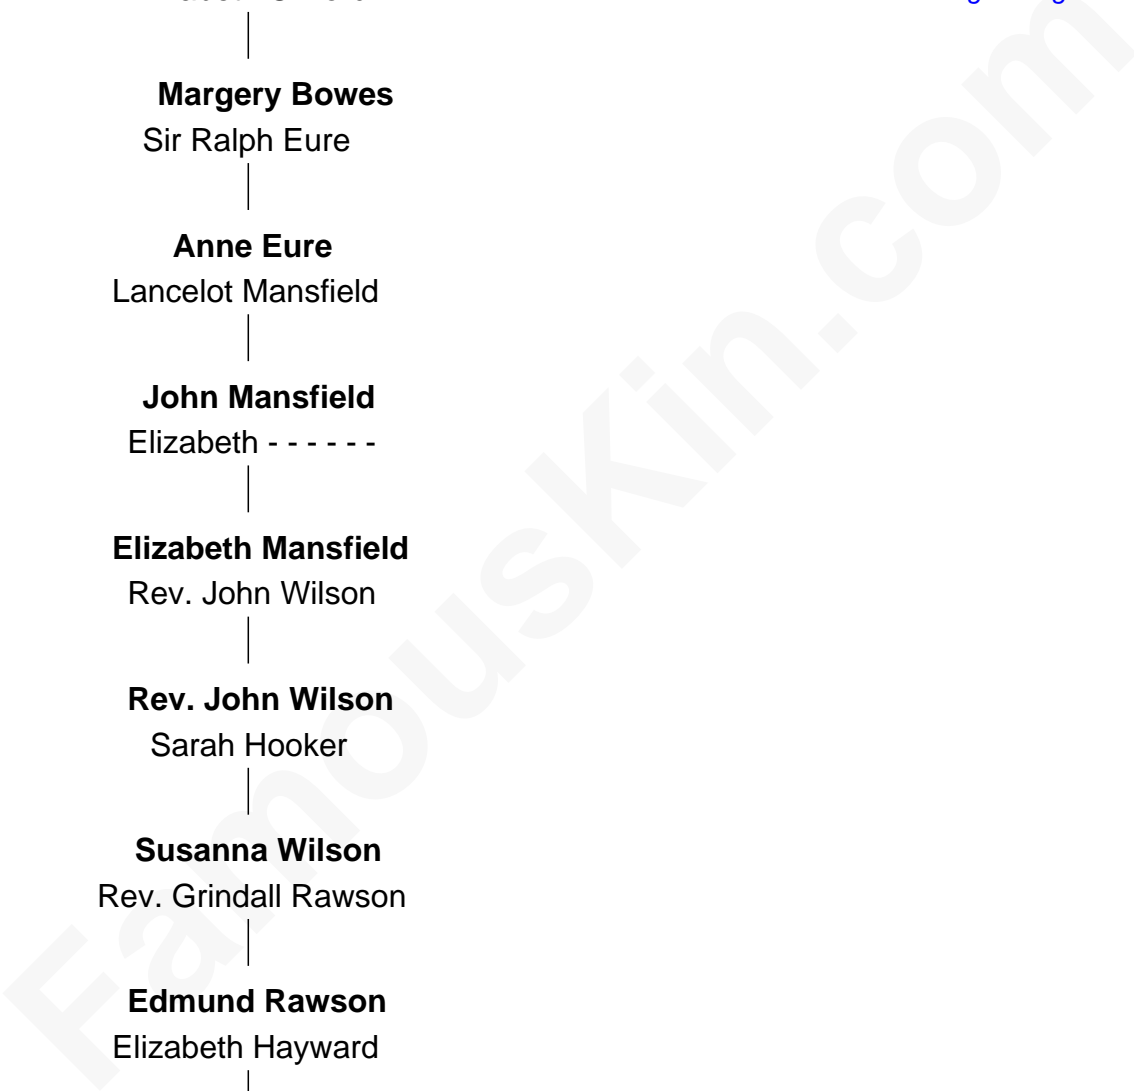 Margery Bowes
Sir Ralph Eure
Anne Eure
Lancelot Mansfield
John Mansfield
Elizabeth - - - - - -
Elizabeth Mansfield
Rev. John Wilson
Rev. John Wilson
Sarah Hooker
Susanna Wilson
Rev. Grindall Rawson
Edmund Rawson
Elizabeth Hayward
FamousKin.com